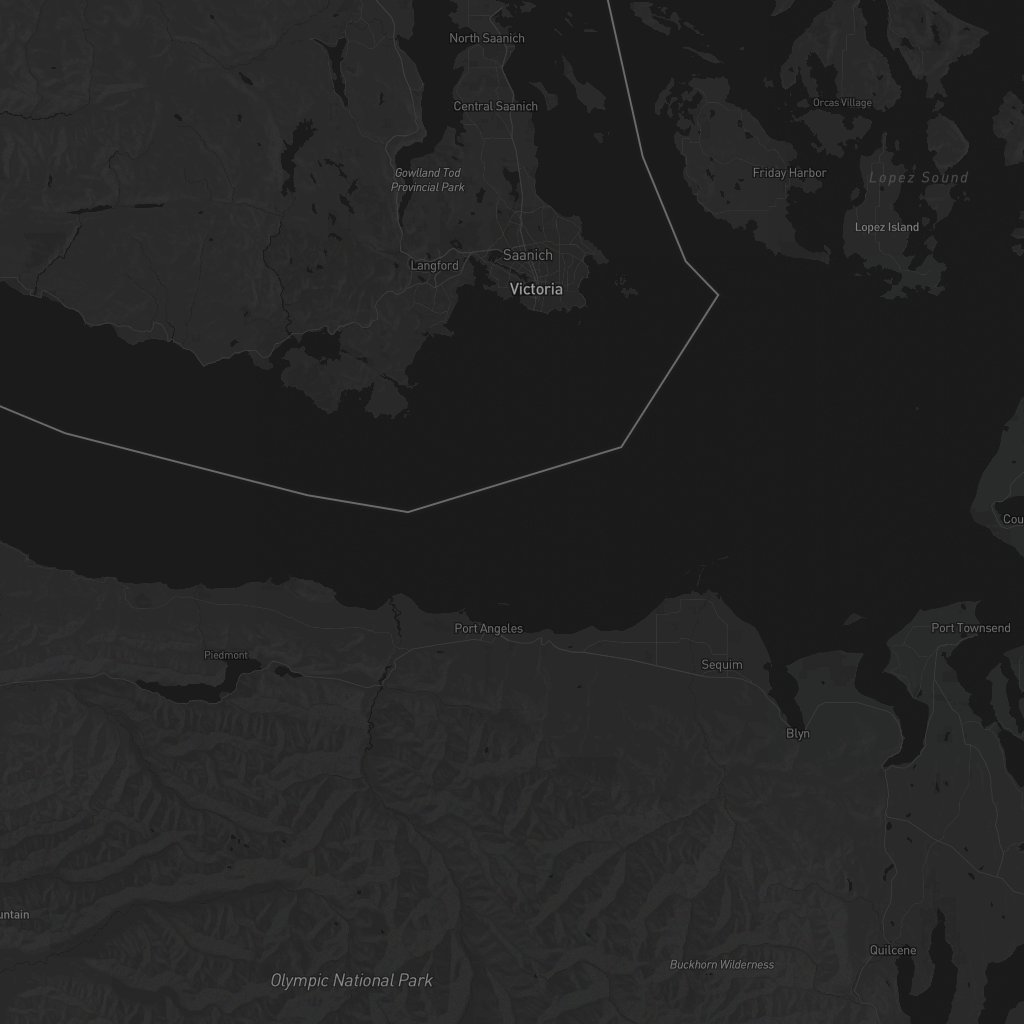 North Saanich
Central Saanich
Orcas Village
Gowlland Tod
Provincial Park
Friday Harbor
Lopez Sound
Lopez Island
Saanich
Langford
Victoria
Cou
Port Angeles
Port Townsend
Piedmont
Sequim
Blyn
untain
Quilcene
Buckhorn Wilderness
Olympic National Park